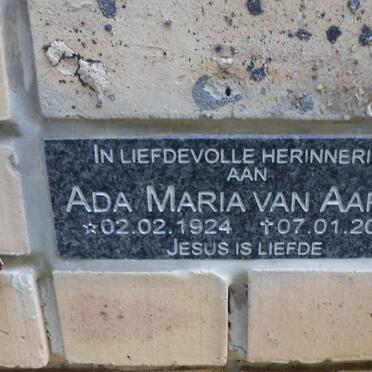 IN LIEFDEVOLLE HERINNERI
AAN
ADA MARIA VAN AA
☆02.02.1924 ✝07.01.20
JESUS IS LIEFDE